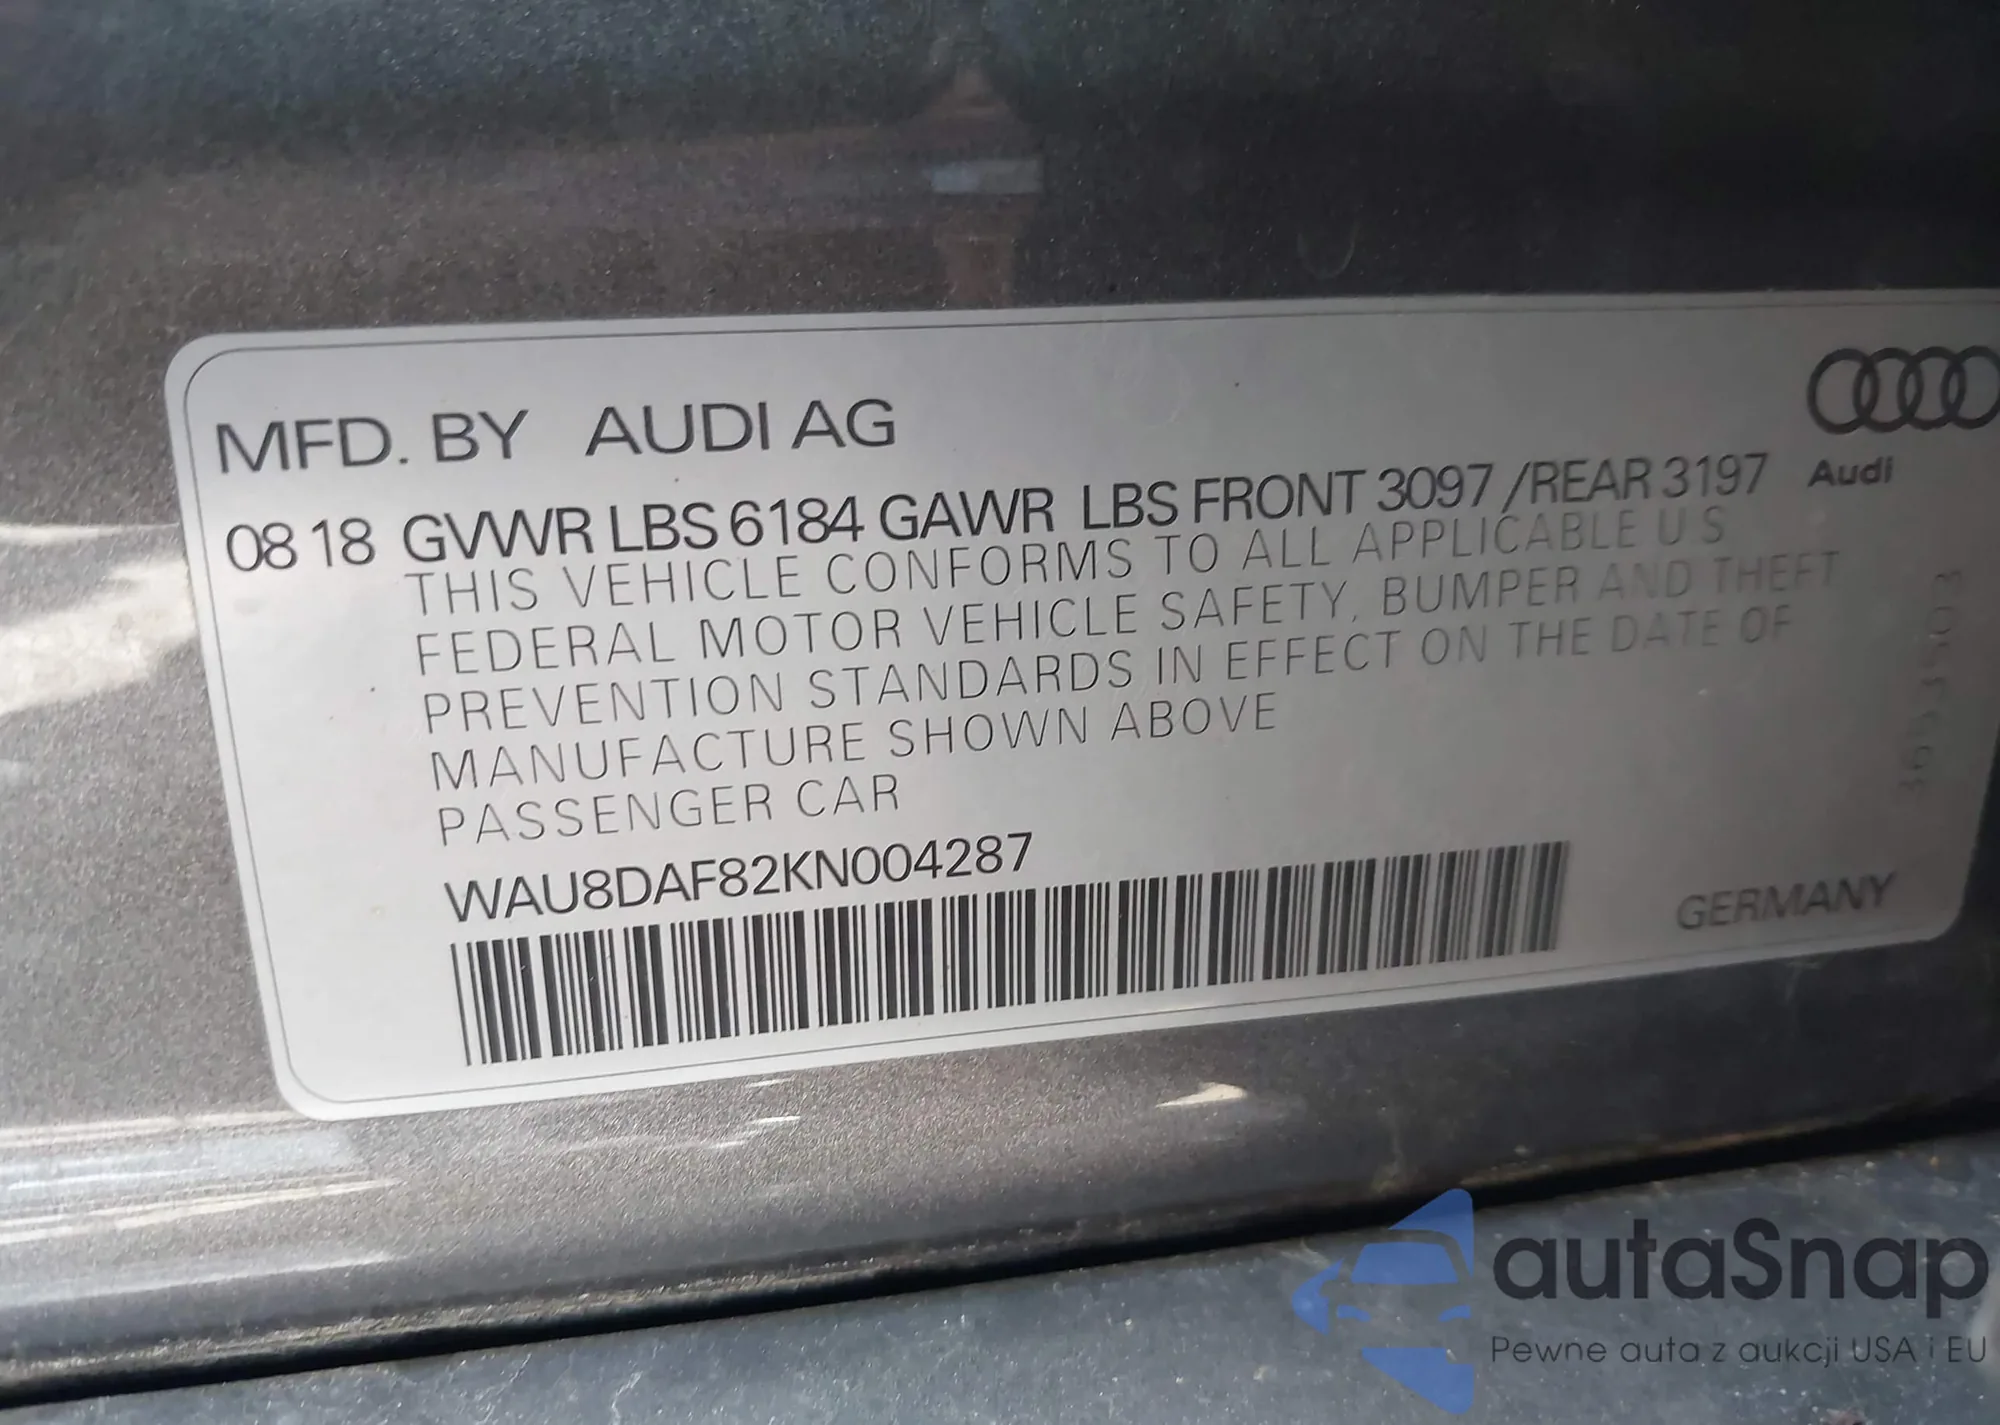 MFD. BY AUDI AG
08 18 GVWR LBS 6184 GAWR LBS FRONT 3097 /REAR 3197
Audi
THIS VEHICLE CONFORMS TO ALL APPLICABLE U S
FEDERAL MOTOR VEHICLE SAFETY, BUMPER AND THEFT
PREVENTION STANDARDS IN EFFECT ON THE DATE OF
MANUFACTURE SHOWN ABOVE
PASSENGER CAR
WAU8DAF82KN004287
GERMANY
autaSnap
Pewne auta z aukcji USA i EU